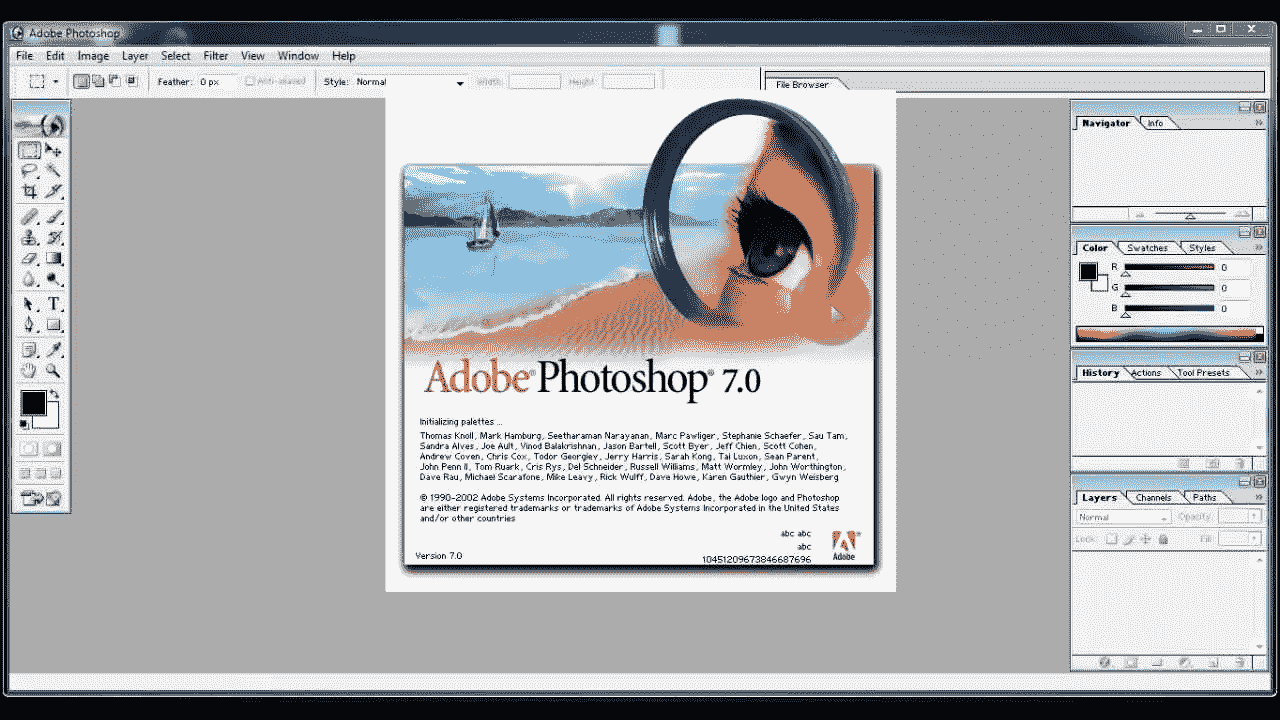 Adobe Photoshop
File Edit Image Layer Select Filter View Window Help
Feather: 0 px Anti-aliased Style: Normal Width: Height:
File Browser
Navigator Info
Color Swatches Styles
R 0
G 0
B 0
History Actions Tool Presets
Layers Channels Paths
Normal Opacity:
Lock: Fill:
Adobe® Photoshop® 7.0
Initializing palettes ...
Thomas Knoll, Mark Hamburg, Seetharaman Narayanan, Marc Pawliger, Stephanie Schaefer, Sau Tam,
Sandra Alves, Joe Ault, Vinod Balakrishnan, Jason Bartell, Scott Byer, Jeff Chien, Scott Cohen,
Andrew Coven, Chris Cox, Todor Georgiev, Jerry Harris, Sarah Kong, Tai Luxon, Sean Parent,
John Penn II, Tom Ruark, Cris Rys, Del Schneider, Russell Williams, Matt Wormley, John Worthington,
Dave Rau, Michael Scarafone, Mike Leavy, Rick Wulff, Dave Howe, Karen Gauthier, Gwyn Weisberg
© 1990-2002 Adobe Systems Incorporated. All rights reserved. Adobe, the Adobe logo and Photoshop
are either registered trademarks or trademarks of Adobe Systems Incorporated in the United States
and/or other countries
abc abc
abc
10451209673846687696
Version 7.0
Adobe